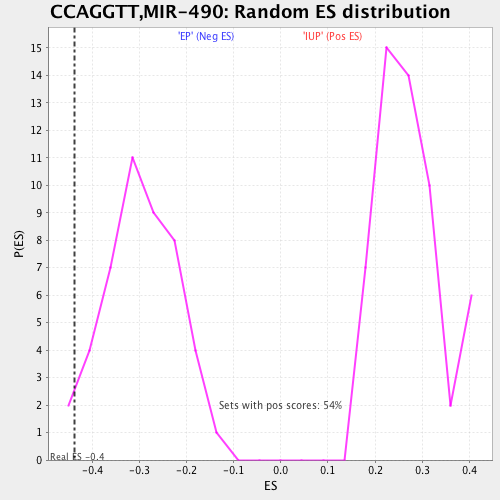 CCAGGTT,MIR-490: Random ES distribution
'EP' (Neg ES)
'IUP' (Pos ES)
P(ES)
15
14
13
12
11
10
9
8
7
6
5
4
3
2
1
0
Sets with pos scores: 54%
Real ES -0.4
-0.4 -0.3 -0.2 -0.1 0.0 0.1 0.2 0.3 0.4
ES